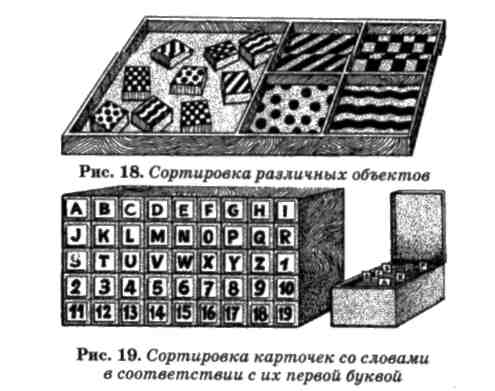 Рис. 18. Сортировка различных объектов
A B C D E F G H I
J K L M N O P Q R
S T U V W X Y Z 1
2 3 4 5 6 7 8 9 10
11 12 13 14 15 16 17 18 19
Рис. 19. Сортировка карточек со словами
в соответствии с их первой буквой